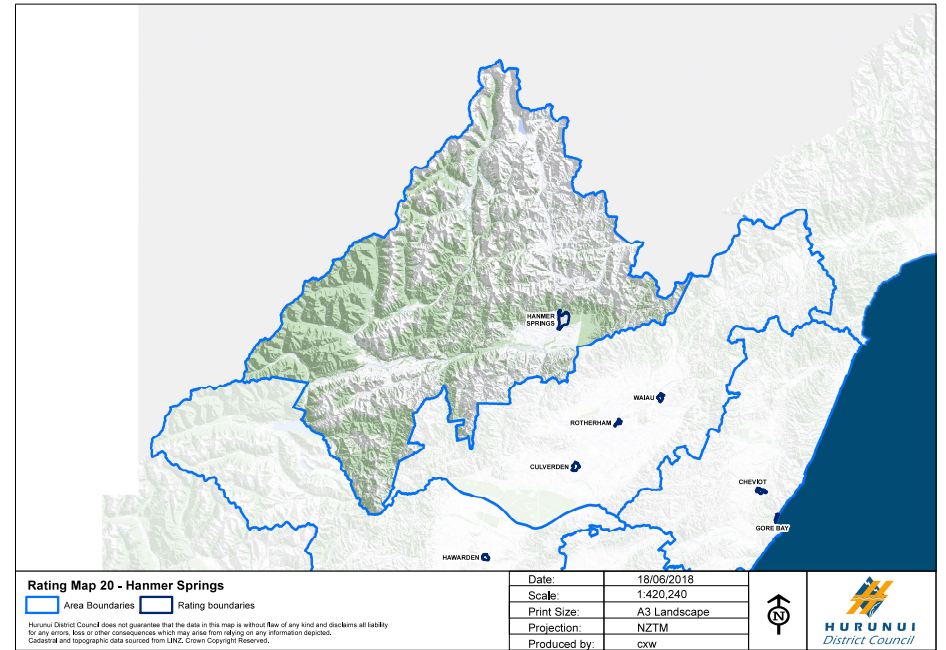 HANMER
SPRINGS
WAIAU
ROTHERHAM
CULVERDEN
CHEVIOT
GORE BAY
HAWARDEN
Rating Map 20 - Hanmer Springs
Area Boundaries Rating boundaries
Hurunui District Council does not guarantee that the data in this map is without flaw of any kind and disclaims all liability
for any errors, loss or other consequences which may arise from relying on any information depicted.
Cadastral and topographic data sourced from LINZ. Crown Copyright Reserved.
Date: 18/06/2018
Scale: 1:420,240
Print Size: A3 Landscape
Projection: NZTM
Produced by: cxw
N
HURUNUI
District Council